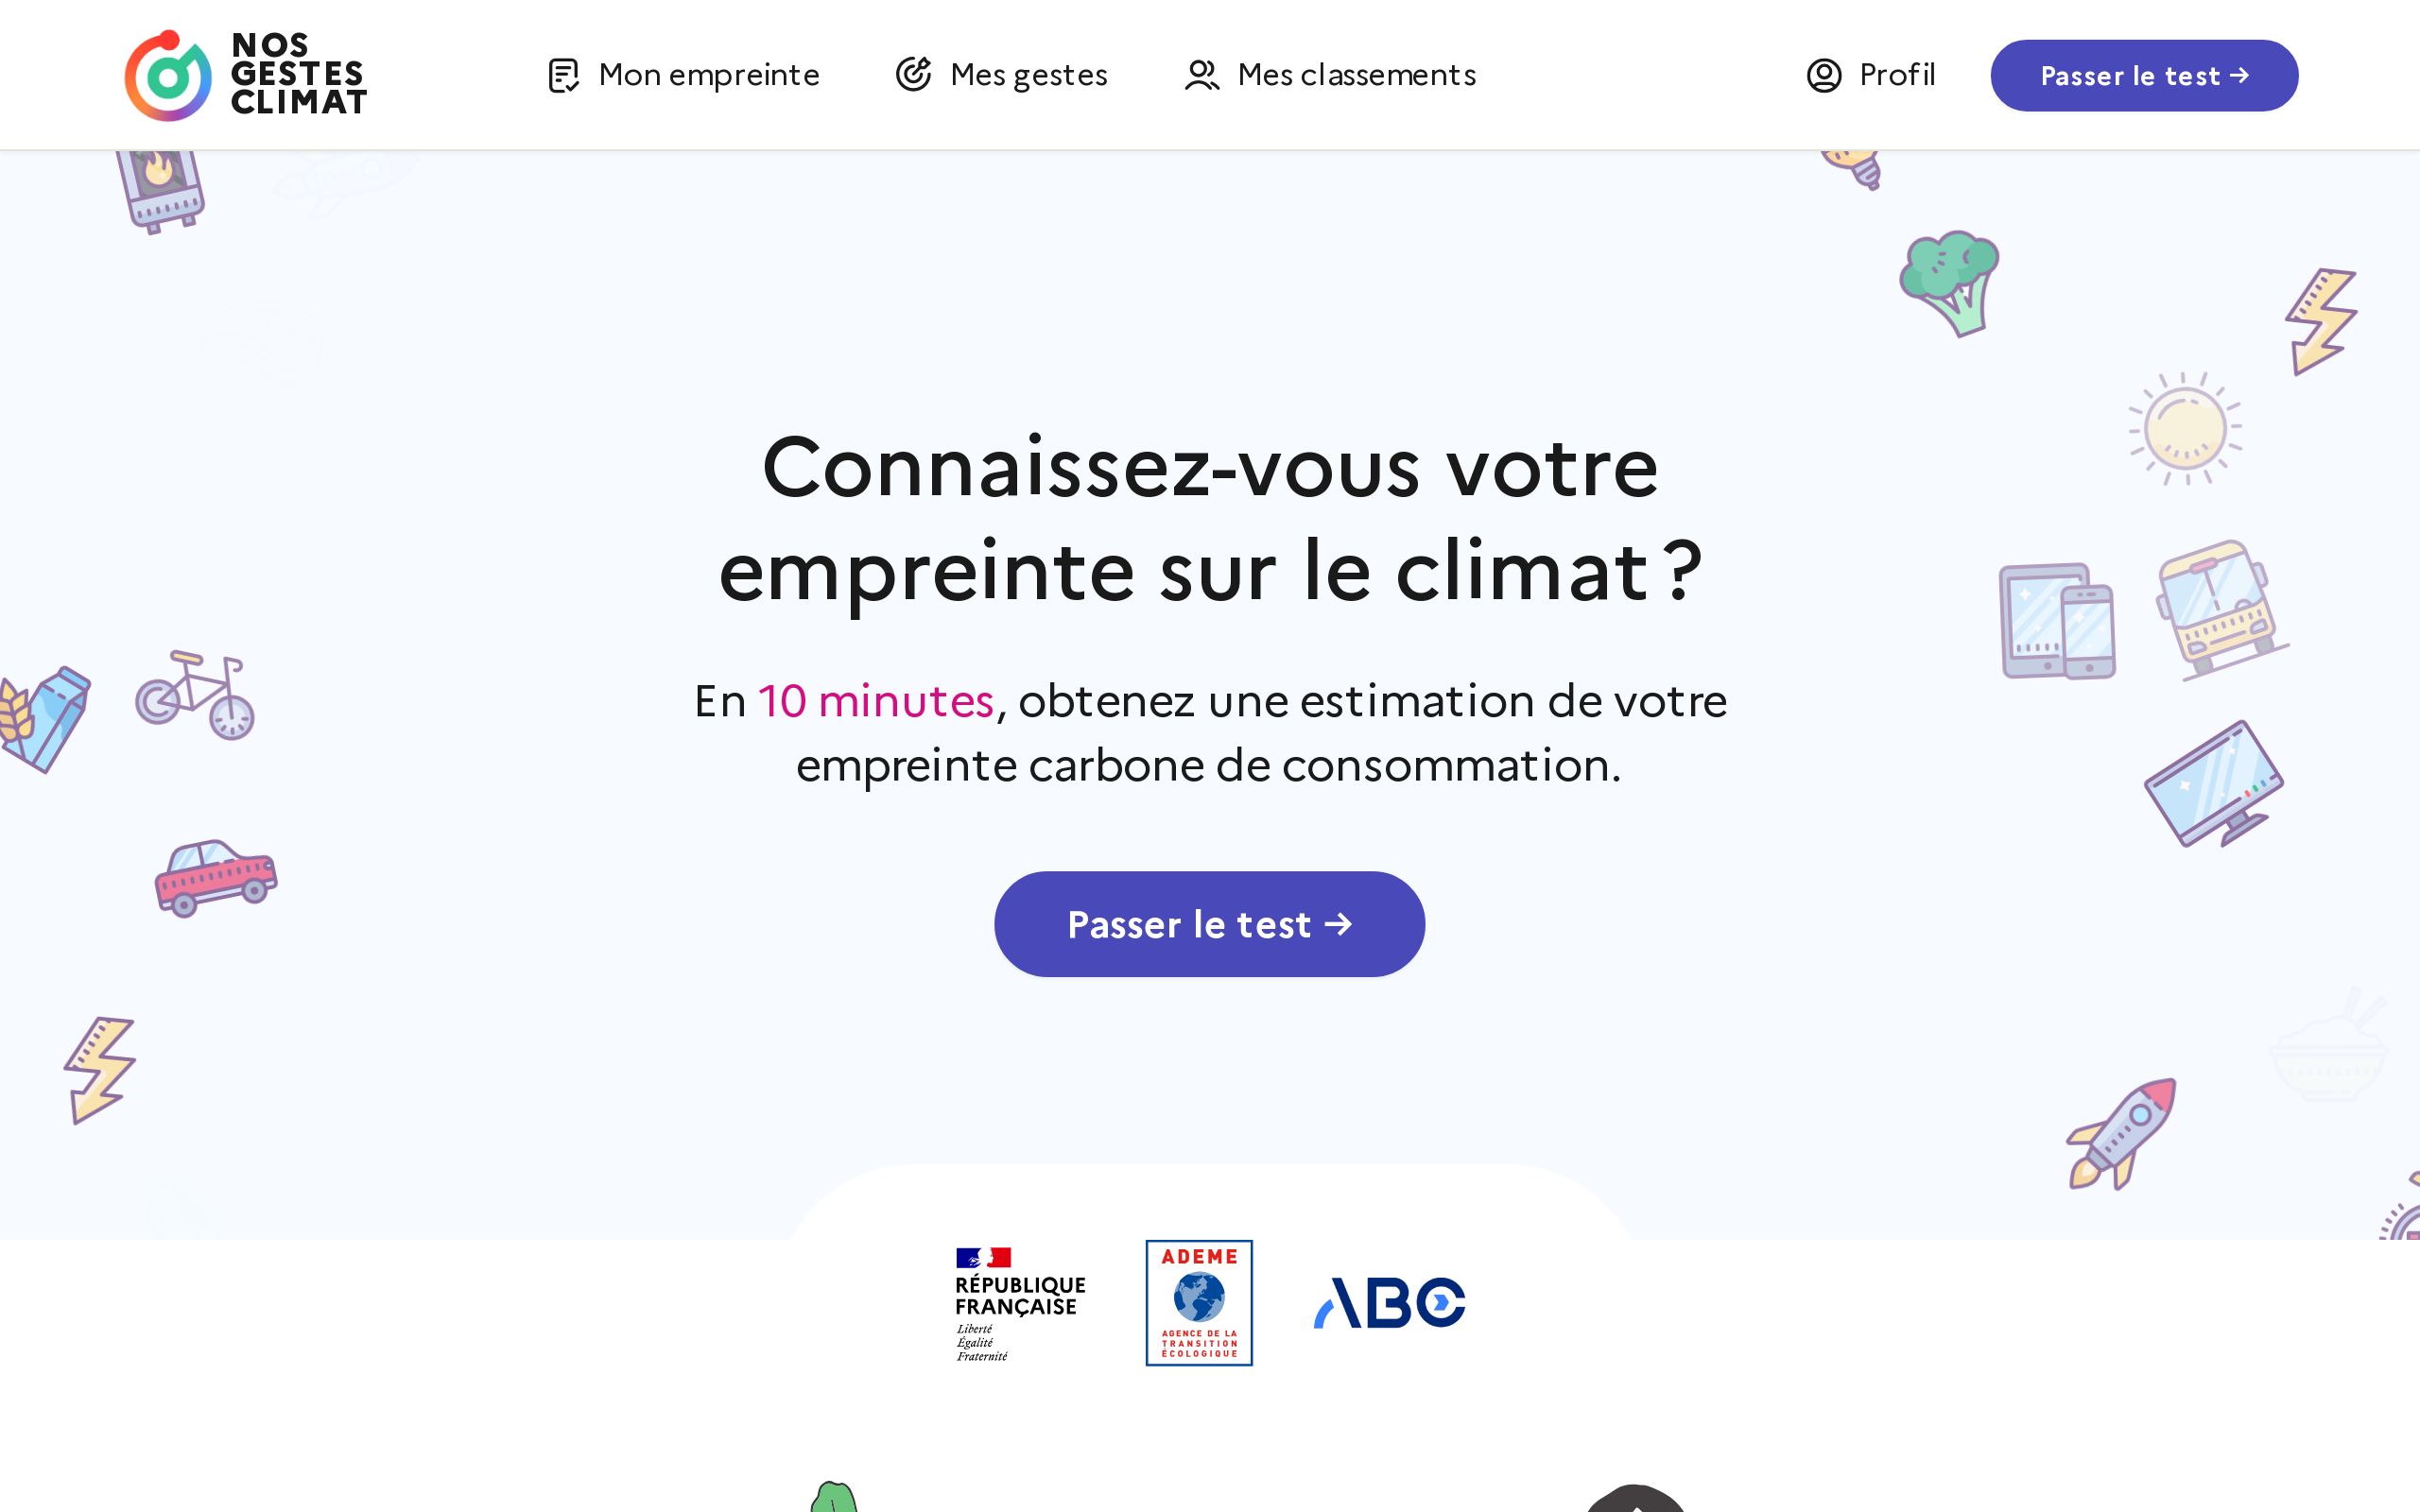 NOS
GESTES
CLIMAT
Mon empreinte
Mes gestes
Mes classements
Profil
Passer le test →
Connaissez-vous votre
empreinte sur le climat ?
En 10 minutes, obtenez une estimation de votre
empreinte carbone de consommation.
Passer le test →
RÉPUBLIQUE
FRANÇAISE
Liberté
Égalité
Fraternité
ADEME
AGENCE DE LA
TRANSITION
ÉCOLOGIQUE
ABC